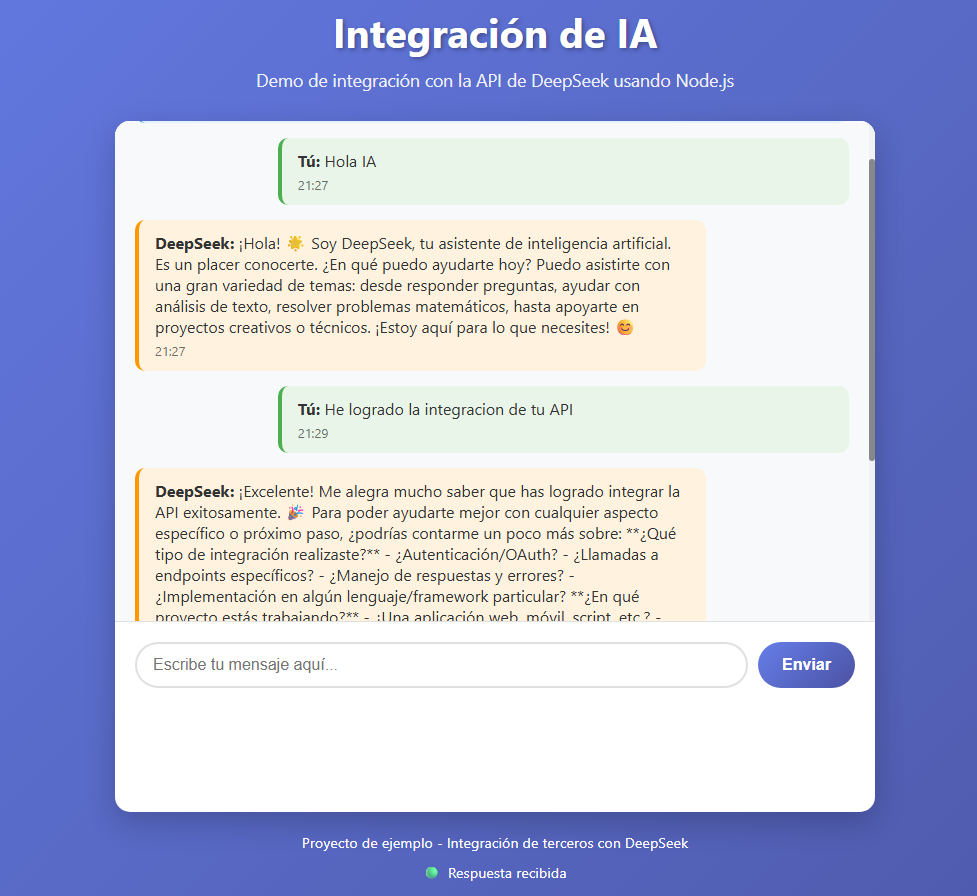 Integración de IA
Demo de integración con la API de DeepSeek usando Node.js
Tú: Hola IA
21:27
DeepSeek: ¡Hola! 🌟 Soy DeepSeek, tu asistente de inteligencia artificial.
Es un placer conocerte. ¿En qué puedo ayudarte hoy? Puedo asistirte con
una gran variedad de temas: desde responder preguntas, ayudar con
análisis de texto, resolver problemas matemáticos, hasta apoyarte en
proyectos creativos o técnicos. ¡Estoy aquí para lo que necesites! 😊
21:27
Tú: He logrado la integracion de tu API
21:29
DeepSeek: ¡Excelente! Me alegra mucho saber que has logrado integrar la
API exitosamente. 🎉 Para poder ayudarte mejor con cualquier aspecto
específico o próximo paso, ¿podrías contarme un poco más sobre: **¿Qué
tipo de integración realizaste?** - ¿Autenticación/OAuth? - ¿Llamadas a
endpoints específicos? - ¿Manejo de respuestas y errores? -
¿Implementación en algún lenguaje/framework particular? **¿En qué
proyecto estás trabajando?** - ¿Una aplicación web, móvil, script, etc.? -
Escribe tu mensaje aquí...
Enviar
Proyecto de ejemplo - Integración de terceros con DeepSeek
Respuesta recibida